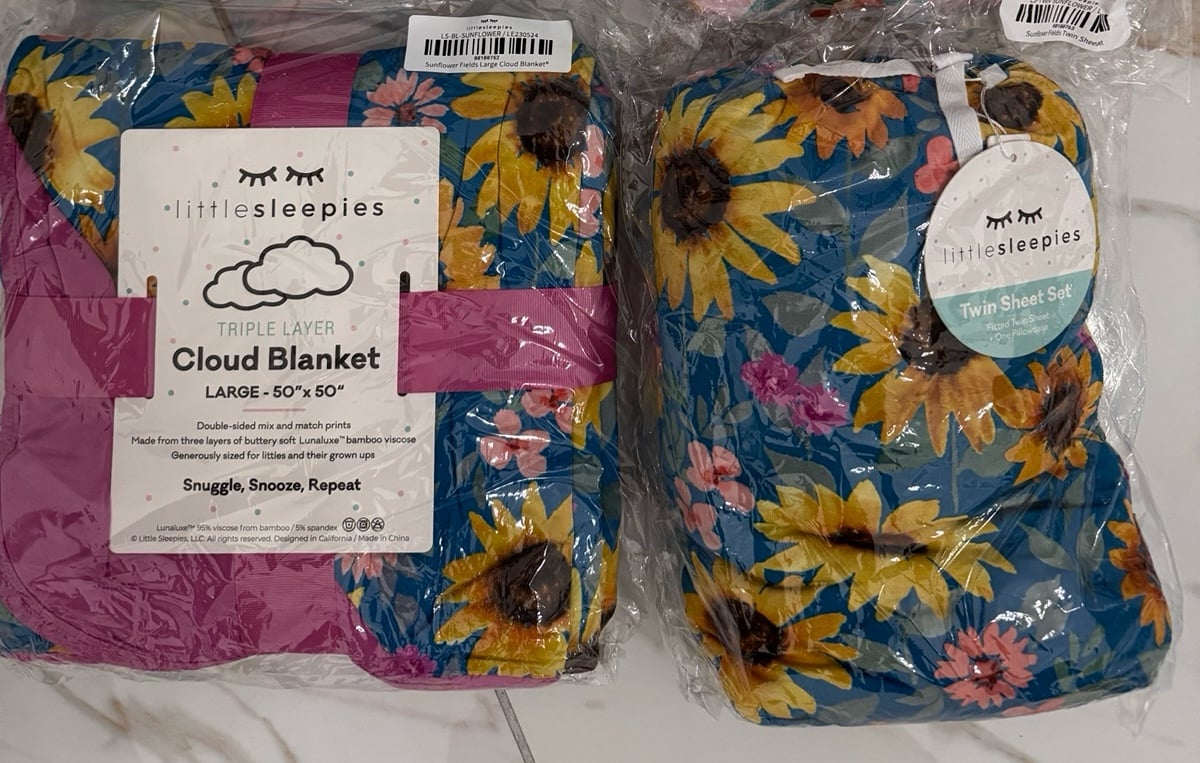 littlesleepies
LS-BL-SUNFLOWER / LE230524
00180752
Sunflower Fields Large Cloud Blanket*
littlesleepies
TRIPLE LAYER
Cloud Blanket
LARGE - 50”x 50“
Double-sided mix and match prints
Made from three layers of buttery soft Lunaluxe™ bamboo viscose
Generously sized for littles and their grown ups
Snuggle, Snooze, Repeat
Lunaluxe™ 95% viscose from bamboo / 5% spandex
© Little Sleepies, LLC. All rights reserved. Designed in California / Made in China
Sunflower Fields Twin Sheeset
littlesleepies
Twin Sheet Set
Fitted Twin Sheet
+ One Pillowcase